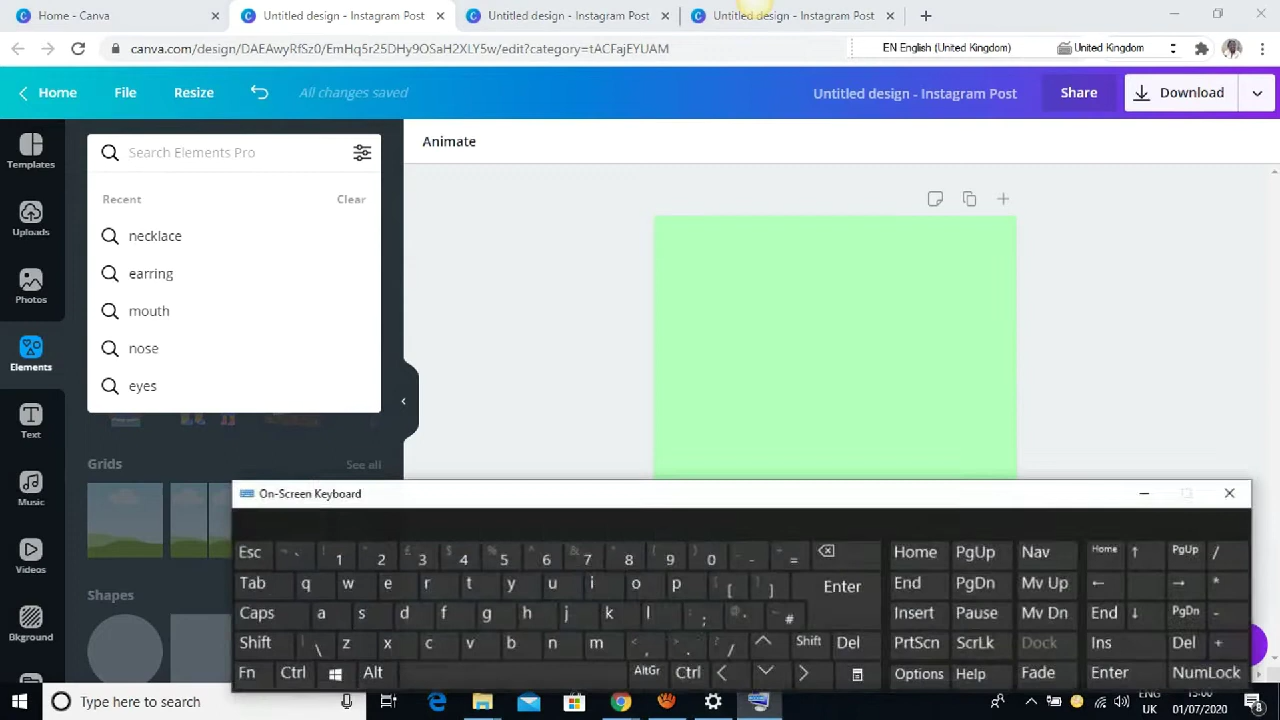 Home - Canva
Untitled design - Instagram Post
Untitled design - Instagram Post
Untitled design - Instagram Post
canva.com/design/DAEAwyRfSz0/EmHq5r25DHy9OSaH2XLY5w/edit?category=tACFajEYUAM
EN English (United Kingdom)
United Kingdom
Home
File
Resize
All changes saved
Untitled design - Instagram Post
Share
Download
Templates
Uploads
Photos
Elements
Text
Music
Videos
Bkground
Search Elements Pro
Recent
Clear
necklace
earring
mouth
nose
eyes
Grids
See all
Shapes
Animate
On-Screen Keyboard
Esc 1 2 3 4 5 6 7 8 9 0 - = Home PgUp Nav Home ↑ PgUp /
Tab q w e r t y u i o p [ ] Enter End PgDn Mv Up ← → *
Caps a s d f g h j k l ; # Insert Pause Mv Dn End ↓ PgDn -
Shift \ z x c v b n m , . / Shift Del PrtScn ScrLk Dock Ins Del +
Fn Ctrl Alt AltGr Ctrl Options Help Fade Enter NumLock
Type here to search
ENG
UK
01/07/2020
8